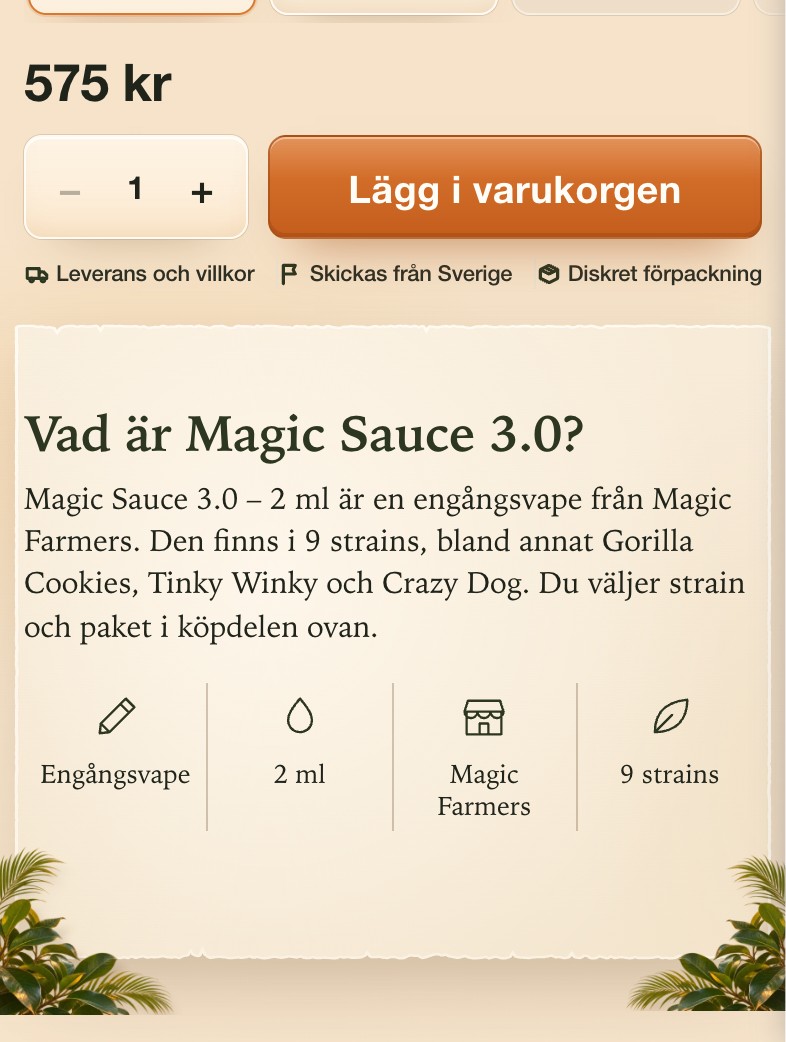 575 kr
− 1 +
Lägg i varukorgen
Leverans och villkor
Skickas från Sverige
Diskret förpackning
Vad är Magic Sauce 3.0?
Magic Sauce 3.0 – 2 ml är en engångsvape från Magic
Farmers. Den finns i 9 strains, bland annat Gorilla
Cookies, Tinky Winky och Crazy Dog. Du väljer strain
och paket i köpdelen ovan.
Engångsvape
2 ml
Magic
Farmers
9 strains